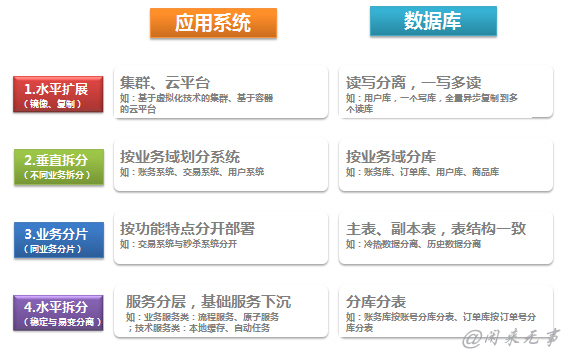 应用系统
数据库
1.水平扩展
（镜像、复制）
集群、云平台
如：基于虚拟化技术的集群、基于容器
的云平台
读写分离，一写多读
如：用户库，一个写库，全量异步复制到多
个读库
2.垂直拆分
（不同业务拆分）
按业务域划分系统
如：账务系统、交易系统、用户系统
按业务域分库
如：账务库、订单库、用户库、商品库
3.业务分片
（同业务分片）
按功能特点分开部署
如：交易系统与秒杀系统分开
主表、副本表，表结构一致
如：冷热数据分离、历史数据分离
4.水平拆分
（稳定与易变分离）
服务分层，基础服务下沉
如：业务服务类：流程服务、原子服务
；技术服务类：本地缓存、自动任务
分库分表
如：账务库按账号分库分表、订单库按订单号分
库分表
@闲来无事